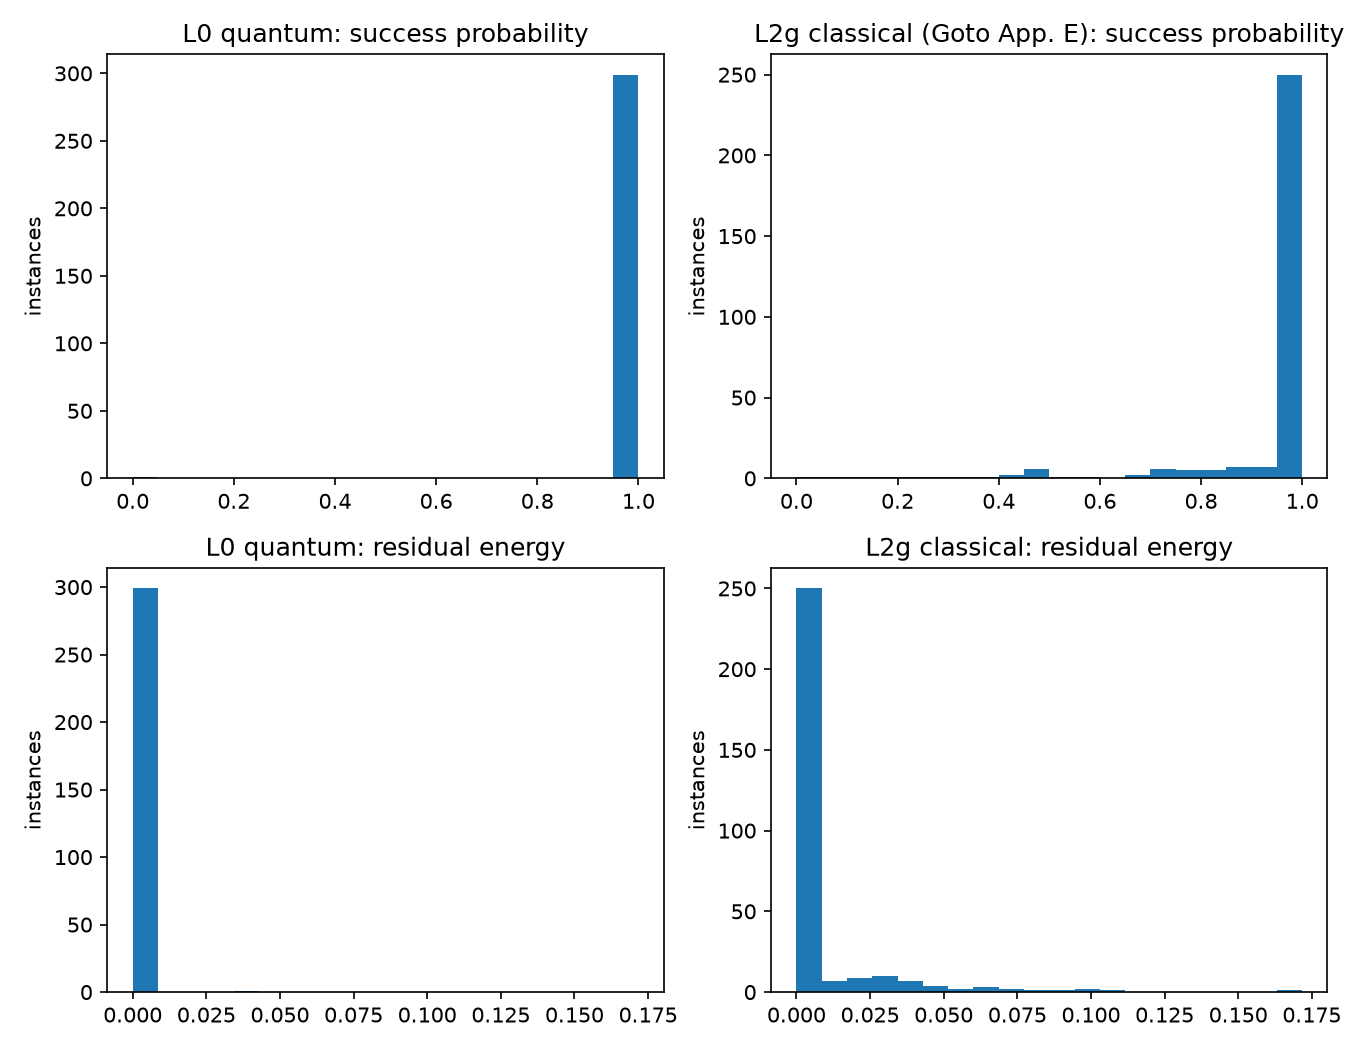 L0 quantum: success probability
L2g classical (Goto App. E): success probability
instances
300
250
200
150
100
50
0
0.0 0.2 0.4 0.6 0.8 1.0
instances
250
200
150
100
50
0
0.0 0.2 0.4 0.6 0.8 1.0
L0 quantum: residual energy
L2g classical: residual energy
instances
300
250
200
150
100
50
0
0.000 0.025 0.050 0.075 0.100 0.125 0.150 0.175
instances
250
200
150
100
50
0
0.000 0.025 0.050 0.075 0.100 0.125 0.150 0.175